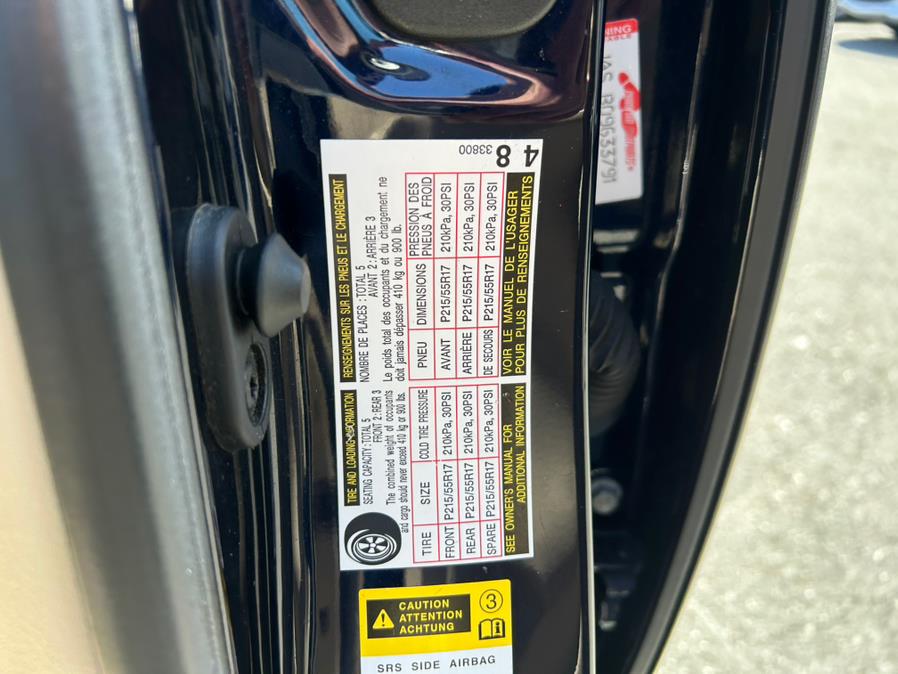 TIRE AND LOADING INFORMATION
SEATING CAPACITY : TOTAL 5
FRONT 2 : REAR 3
The combined weight of occupants
and cargo should never exceed 410 kg or 900 lbs.
TIRE SIZE COLD TIRE PRESSURE
FRONT P215/55R17 210kPa, 30PSI
REAR P215/55R17 210kPa, 30PSI
SPARE P215/55R17 210kPa, 30PSI
SEE OWNER'S MANUAL FOR
ADDITIONAL INFORMATION
RENSEIGNEMENTS SUR LES PNEUS ET LE CHARGEMENT
NOMBRE DE PLACES : TOTAL 5
AVANT 2 : ARRIÈRE 3
Le poids total des occupants et du chargement ne
doit jamais dépasser 410 kg ou 900 lb.
PNEU DIMENSIONS PRESSION DES
PNEUS À FROID
AVANT P215/55R17 210kPa, 30PSI
ARRIÈRE P215/55R17 210kPa, 30PSI
DE SECOURS P215/55R17 210kPa, 30PSI
VOIR LE MANUEL DE L'USAGER
POUR PLUS DE RENSEIGNEMENTS
33800
48
CAUTION
ATTENTION
ACHTUNG
3
SRS SIDE AIRBAG